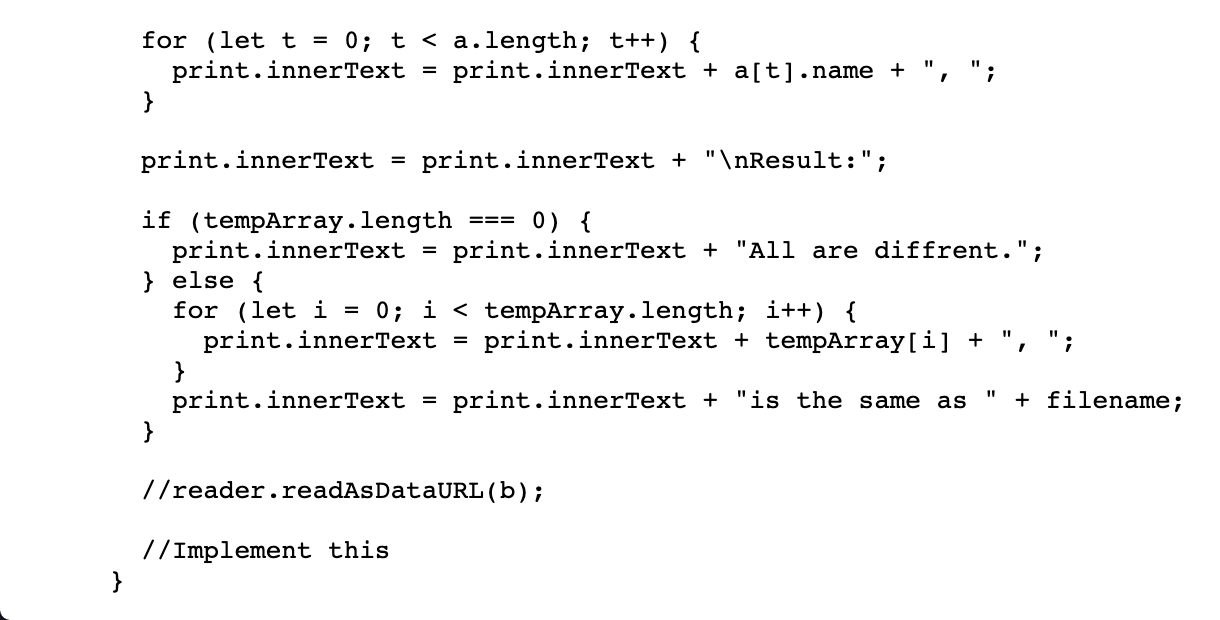 for (let t = 0; t < a.length; t++) {
print.innerText = print.innerText + a[t].name + ", ";
}
print.innerText = print.innerText + "\nResult:";
if (tempArray.length === 0) {
print.innerText = print.innerText + "All are diffrent.";
} else {
for (let i = 0; i < tempArray.length; i++) {
print.innerText = print.innerText + tempArray[i] + ", ";
}
print.innerText = print.innerText + "is the same as " + filename;
}
//reader.readAsDataURL(b);
//Implement this
}